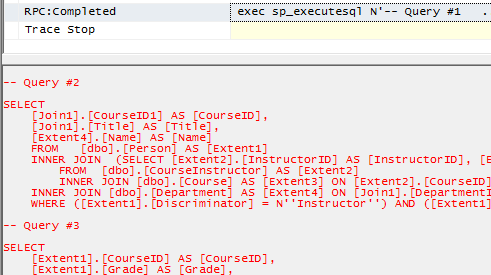 RPC:Completed exec sp_executesql N'-- Query #1 .
Trace Stop
-- Query #2
SELECT
[Join1].[CourseID1] AS [CourseID],
[Join1].[Title] AS [Title],
[Extent4].[Name] AS [Name]
FROM [dbo].[Person] AS [Extent1]
INNER JOIN (SELECT [Extent2].[InstructorID] AS [InstructorID], [E
FROM [dbo].[CourseInstructor] AS [Extent2]
INNER JOIN [dbo].[Course] AS [Extent3] ON [Extent2].[CourseID]
INNER JOIN [dbo].[Department] AS [Extent4] ON [Join1].[DepartmentI
WHERE ([Extent1].[Discriminator] = N''Instructor'') AND ([Extent1]
-- Query #3
SELECT
[Extent1].[CourseID] AS [CourseID],
[Extent1].[Grade] AS [Grade],